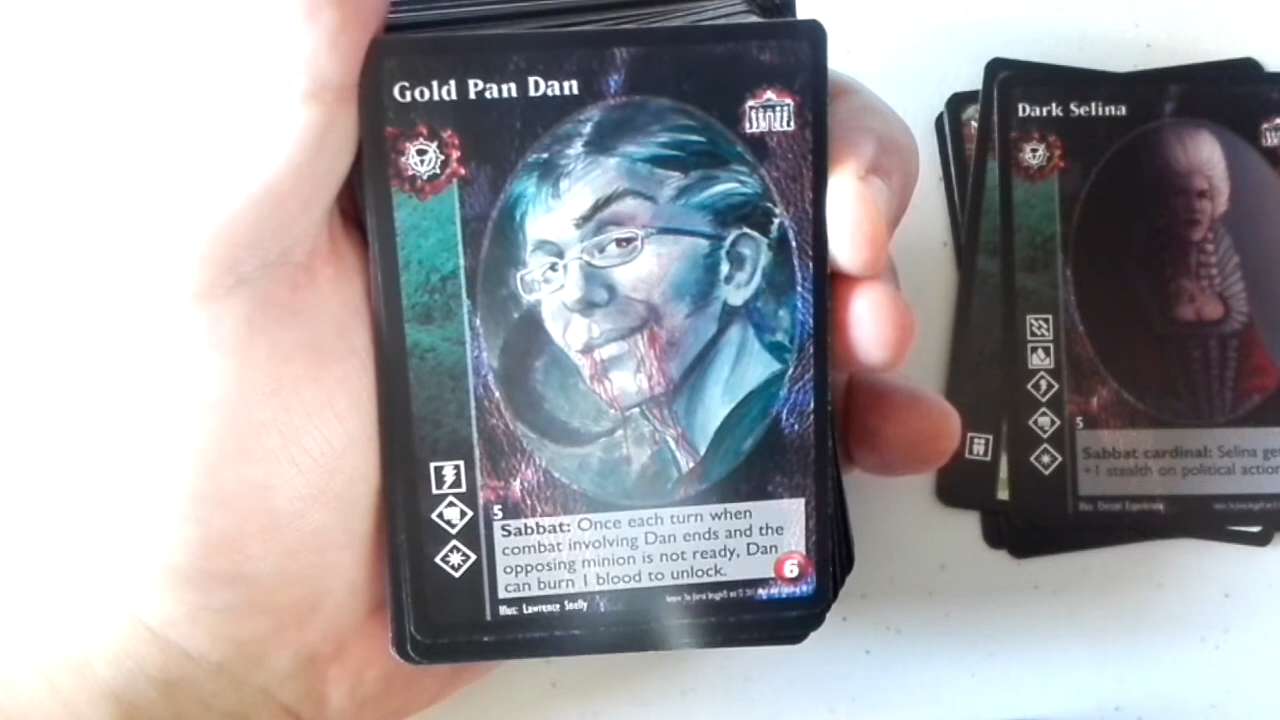 Gold Pan Dan
5
Sabbat: Once each turn when
combat involving Dan ends and the
opposing minion is not ready, Dan
can burn 1 blood to unlock.
6
Illus: Lawrence Snelly
Dark Selina
5
Sabbat cardinal: Selina
+1 stealth on political